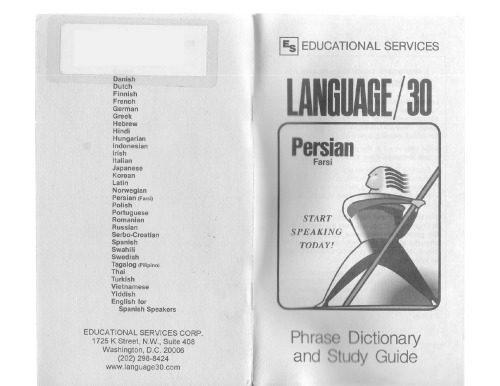 Danish
Dutch
Finnish
French
German
Greek
Hebrew
Hindi
Hungarian
Indonesian
Irish
Italian
Japanese
Korean
Latin
Norwegian
Persian (Farsi)
Polish
Portuguese
Romanian
Russian
Serbo-Croatian
Spanish
Swahili
Swedish
Tagalog (Pilipino)
Thai
Turkish
Vietnamese
Yiddish
English for
Spanish Speakers
EDUCATIONAL SERVICES CORP.
1725 K Street, N.W., Suite 408
Washington, D.C. 20006
(202) 298-8424
www.language30.com
ES EDUCATIONAL SERVICES
LANGUAGE/30
Persian
Farsi
START
SPEAKING
TODAY!
Phrase Dictionary
and Study Guide